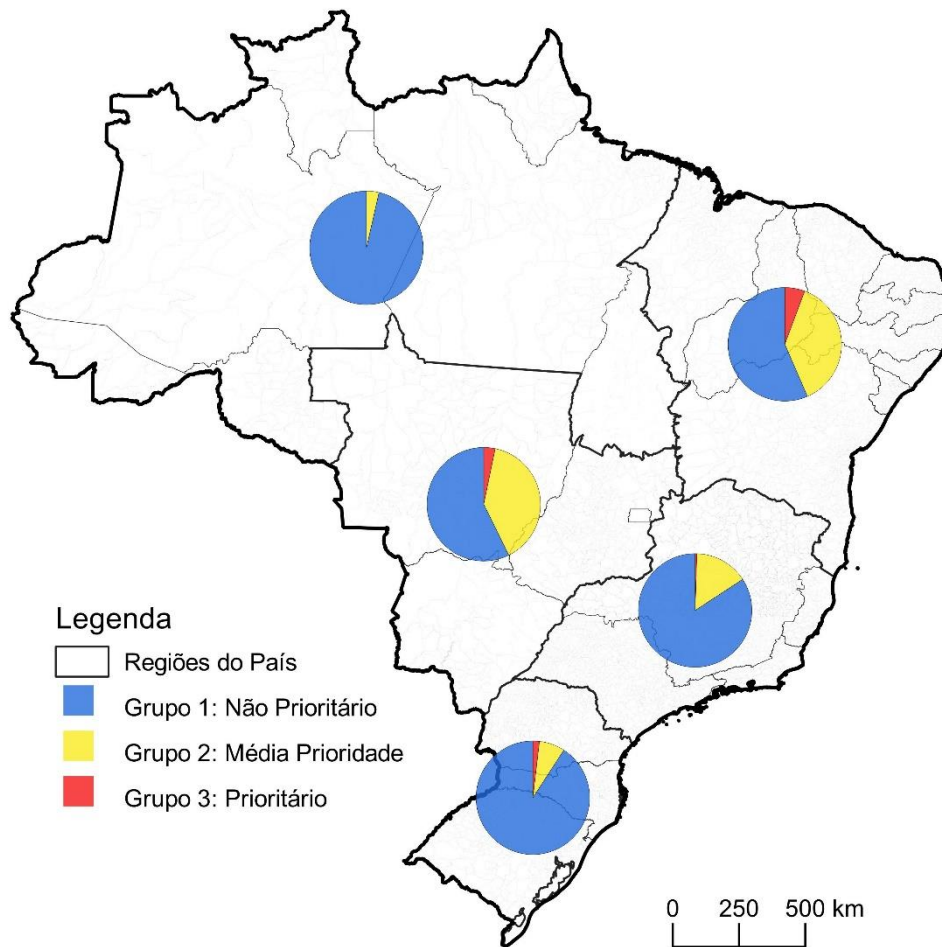 Legenda
Regiões do País
Grupo 1: Não Prioritário
Grupo 2: Média Prioridade
Grupo 3: Prioritário
0 250 500 km